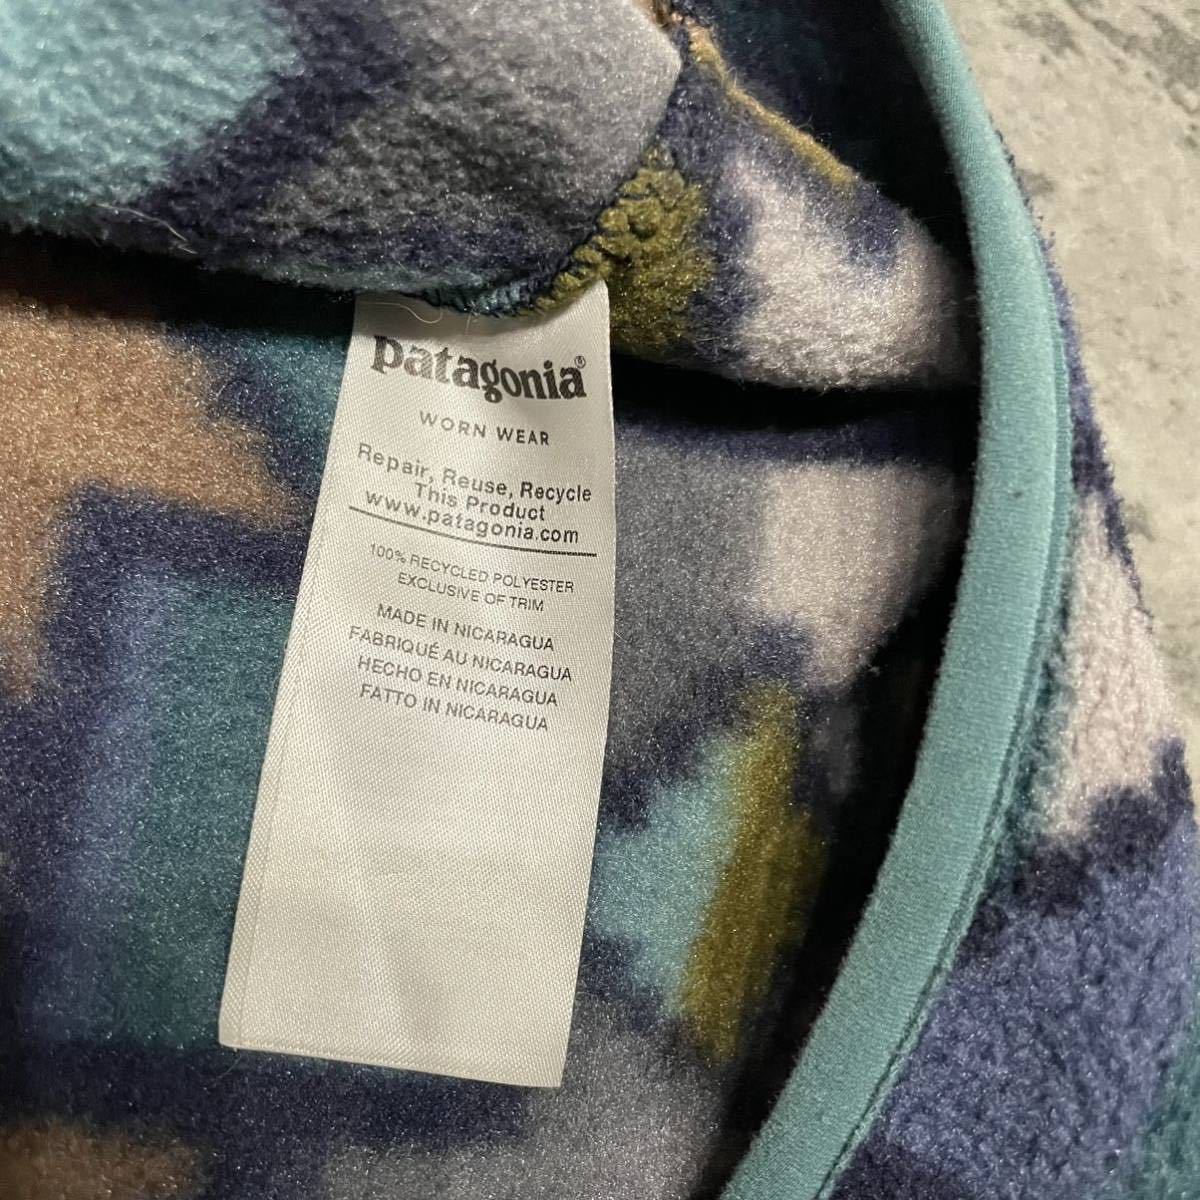 patagonia®
WORN WEAR
Repair, Reuse, Recycle
This Product
www.patagonia.com
100% RECYCLED POLYESTER
EXCLUSIVE OF TRIM
MADE IN NICARAGUA
FABRIQUÉ AU NICARAGUA
HECHO EN NICARAGUA
FATTO IN NICARAGUA